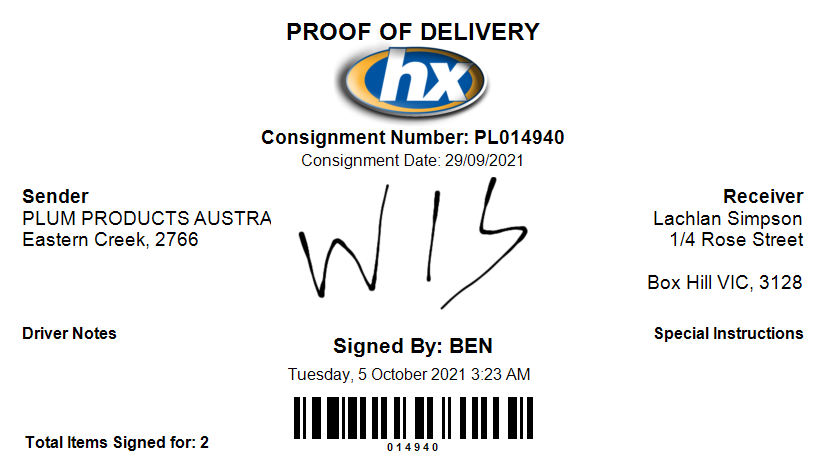 PROOF OF DELIVERY
hx
Consignment Number: PL014940
Consignment Date: 29/09/2021
Sender
PLUM PRODUCTS AUSTRA
Eastern Creek, 2766
Receiver
Lachlan Simpson
1/4 Rose Street
Box Hill VIC, 3128
Driver Notes
Special Instructions
Signed By: BEN
Tuesday, 5 October 2021 3:23 AM
014940
Total Items Signed for: 2